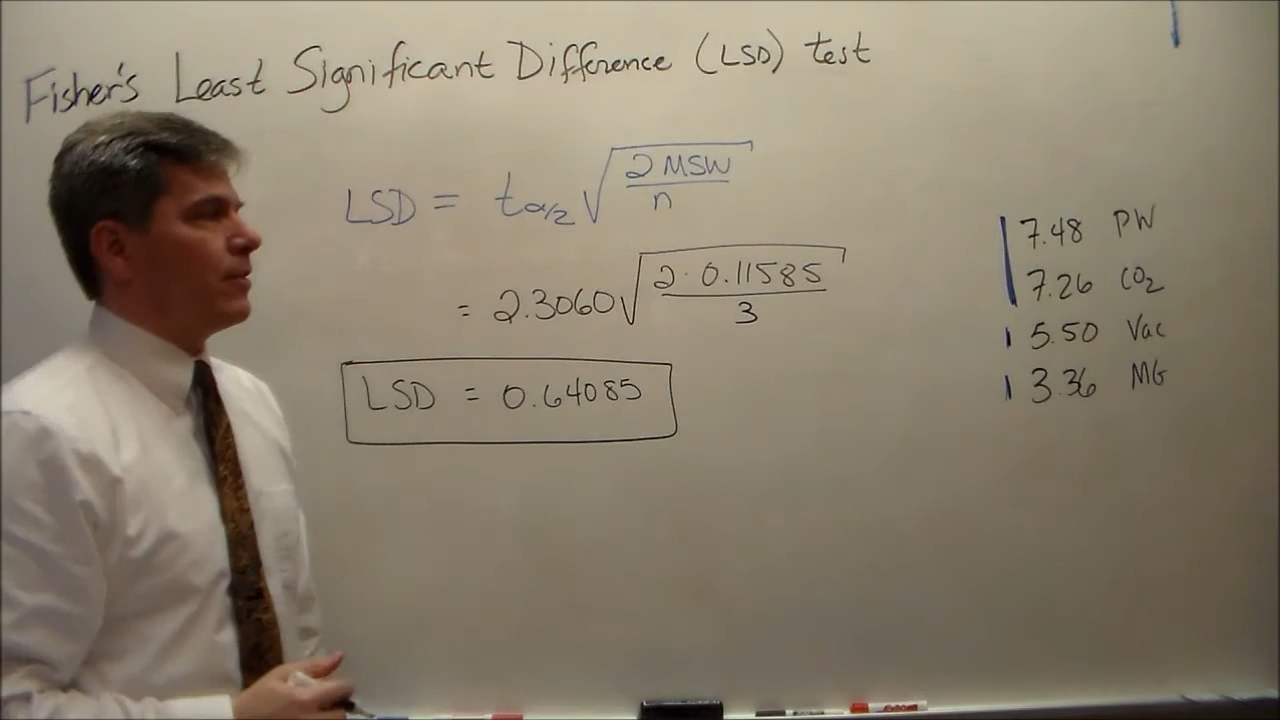 Fisher's Least Significant Difference (LSD) test
LSD = tα/2 √(2 MSW / n)
= 2.3060 √(2 · 0.11585 / 3)
LSD = 0.64085
7.48 PW
7.26 CO2
5.50 Vac
3.36 MG